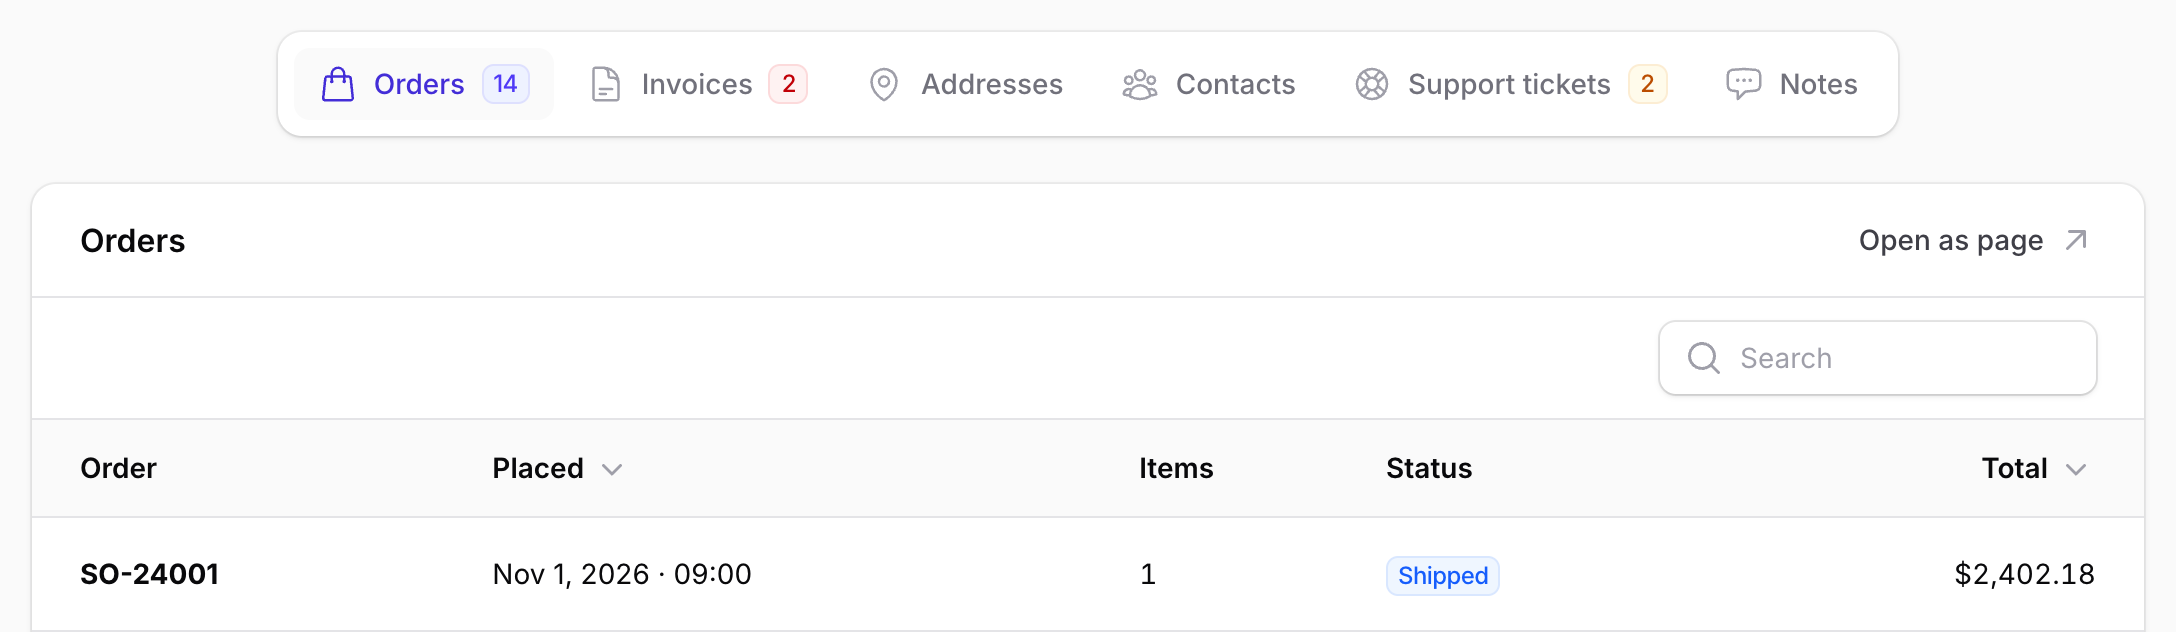 Orders 14 Invoices 2 Addresses Contacts Support tickets 2 Notes
Orders Open as page
Search
Order Placed Items Status Total
SO-24001 Nov 1, 2026 · 09:00 1 Shipped $2,402.18